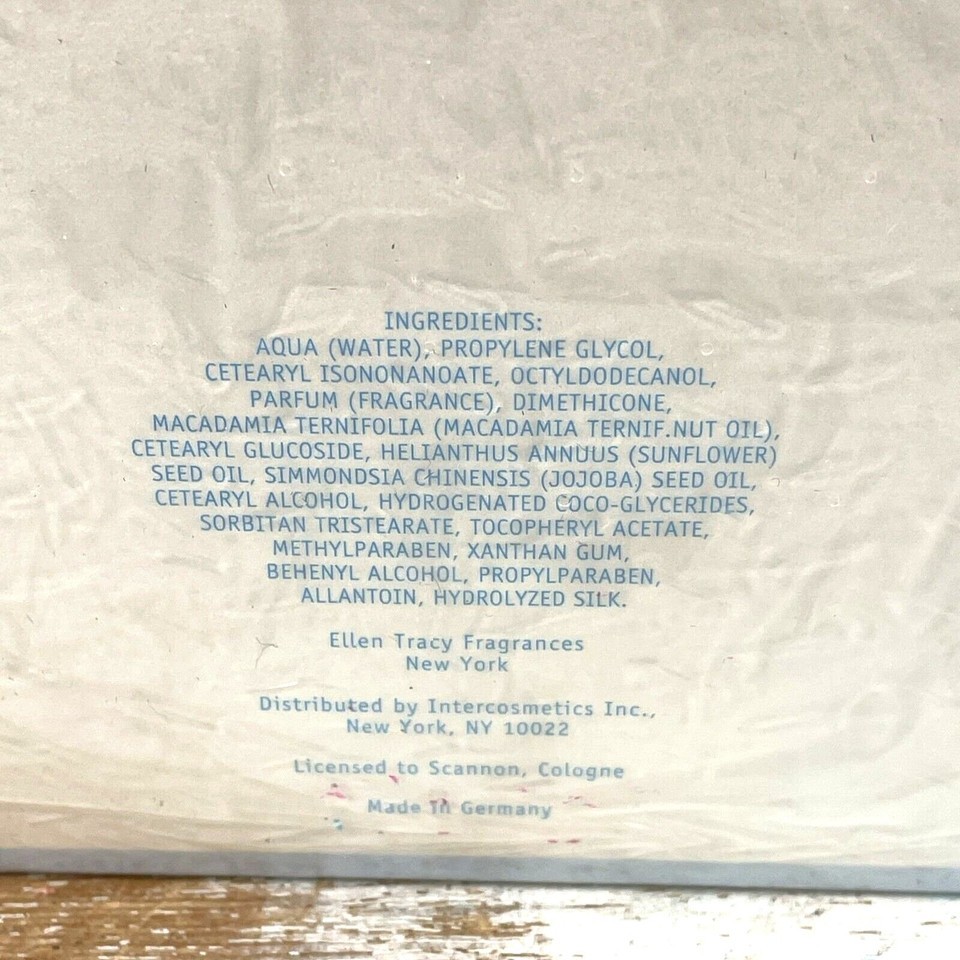 INGREDIENTS:
AQUA (WATER), PROPYLENE GLYCOL,
CETEARYL ISONONANOATE, OCTYLDODECANOL,
PARFUM (FRAGRANCE), DIMETHICONE,
MACADAMIA TERNIFOLIA (MACADAMIA TERNIF.NUT OIL),
CETEARYL GLUCOSIDE, HELIANTHUS ANNUUS (SUNFLOWER)
SEED OIL, SIMMONDSIA CHINENSIS (JOJOBA) SEED OIL,
CETEARYL ALCOHOL, HYDROGENATED COCO-GLYCERIDES,
SORBITAN TRISTEARATE, TOCOPHERYL ACETATE,
METHYLPARABEN, XANTHAN GUM,
BEHENYL ALCOHOL, PROPYLPARABEN,
ALLANTOIN, HYDROLYZED SILK.
Ellen Tracy Fragrances
New York
Distributed by Intercosmetics Inc.,
New York, NY 10022
Licensed to Scannon, Cologne
Made in Germany